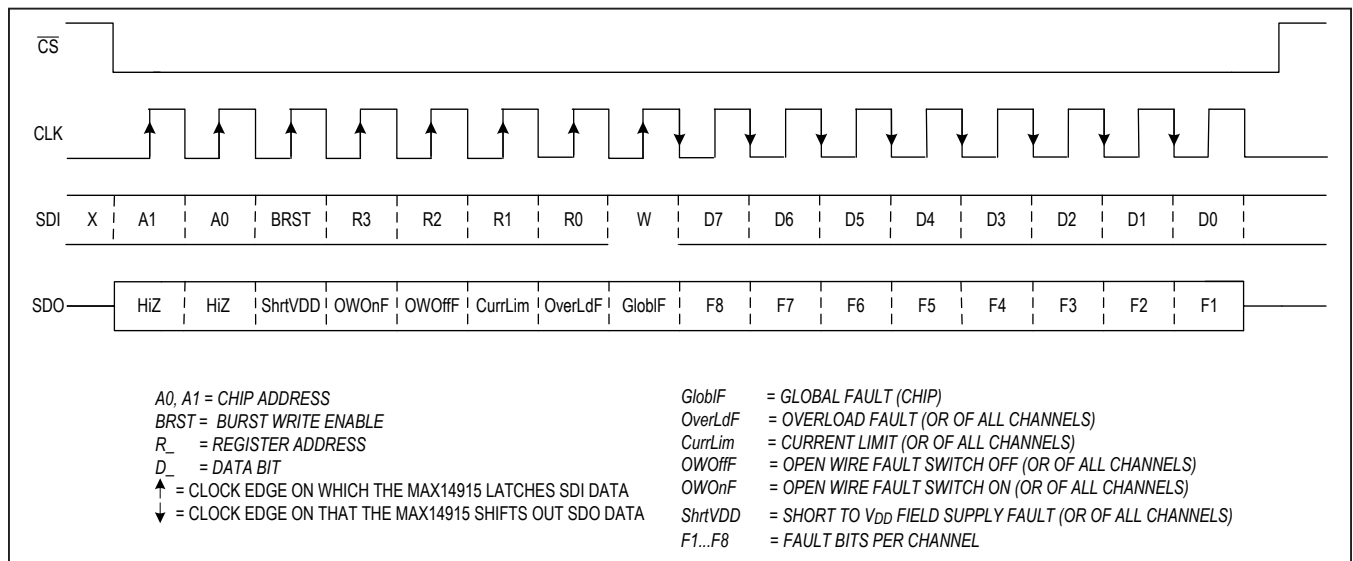 CS
CLK
SDI X A1 A0 BRST R3 R2 R1 R0 W D7 D6 D5 D4 D3 D2 D1 D0
SDO HiZ HiZ ShrtVDD OWOnF OWOffF CurrLim OverLdF GloblF F8 F7 F6 F5 F4 F3 F2 F1
A0, A1 = CHIP ADDRESS
BRST = BURST WRITE ENABLE
R_ = REGISTER ADDRESS
D_ = DATA BIT
↑ = CLOCK EDGE ON WHICH THE MAX14915 LATCHES SDI DATA
↓ = CLOCK EDGE ON THAT THE MAX14915 SHIFTS OUT SDO DATA
GloblF = GLOBAL FAULT (CHIP)
OverLdF = OVERLOAD FAULT (OR OF ALL CHANNELS)
CurrLim = CURRENT LIMIT (OR OF ALL CHANNELS)
OWOffF = OPEN WIRE FAULT SWITCH OFF (OR OF ALL CHANNELS)
OWOnF = OPEN WIRE FAULT SWITCH ON (OR OF ALL CHANNELS)
ShrtVDD = SHORT TO VDD FIELD SUPPLY FAULT (OR OF ALL CHANNELS)
F1...F8 = FAULT BITS PER CHANNEL